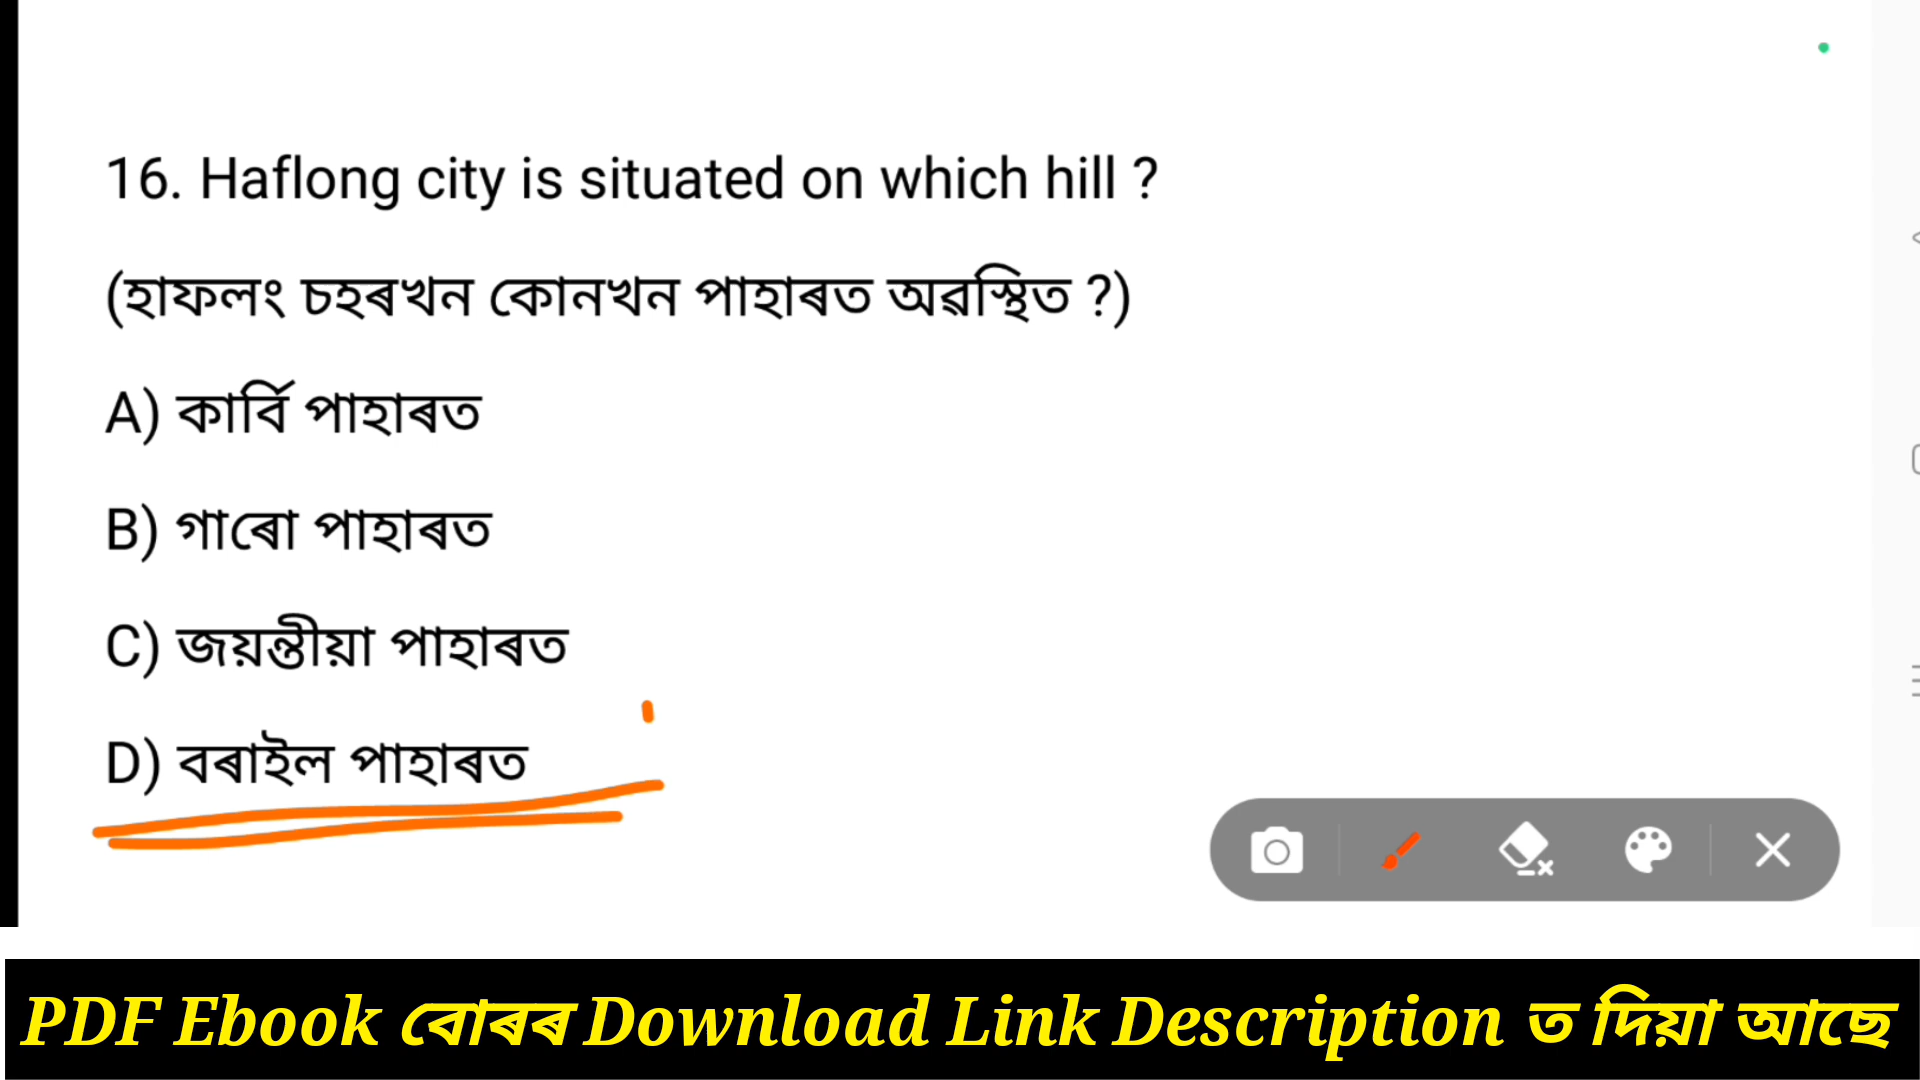 16. Haflong city is situated on which hill ?
(হাফলং চহৰখন কোনখন পাহাৰত অৱস্থিত ?)
A) কাৰ্বি পাহাৰত
B) গাৰো পাহাৰত
C) জয়ন্তীয়া পাহাৰত
D) বৰাইল পাহাৰত
PDF Ebook বোৰৰ Download Link Description ত দিয়া আছে